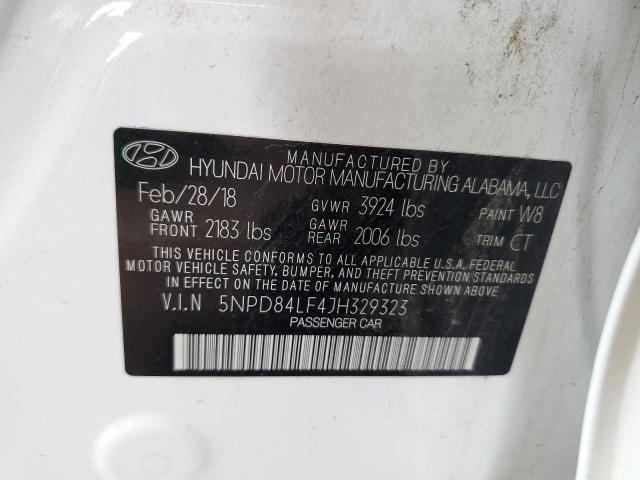 MANUFACTURED BY
HYUNDAI MOTOR MANUFACTURING ALABAMA, LLC
Feb/28/18 GVWR 3924 lbs PAINT W8
GAWR FRONT 2183 lbs GAWR REAR 2006 lbs TRIM CT
THIS VEHICLE CONFORMS TO ALL APPLICABLE U.S.A. FEDERAL
MOTOR VEHICLE SAFETY, BUMPER, AND THEFT PREVENTION STANDARDS
IN EFFECT ON THE DATE OF MANUFACTURE SHOWN ABOVE.
V.I.N 5NPD84LF4JH329323
PASSENGER CAR